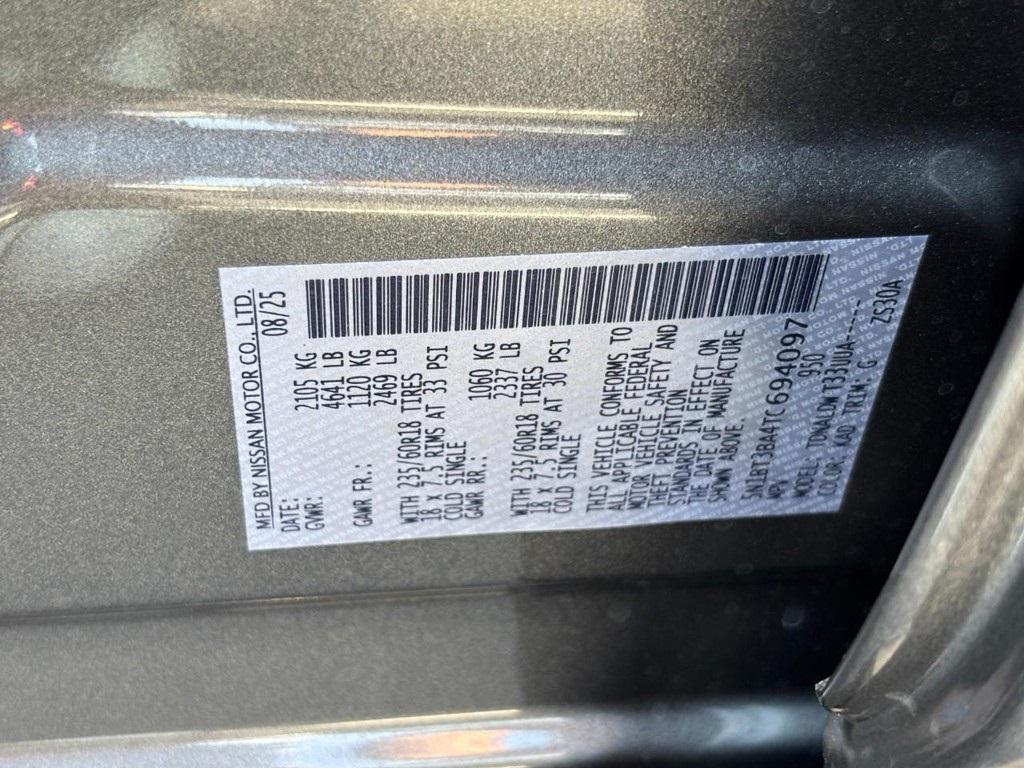 MFD BY NISSAN MOTOR CO., LTD.
DATE: 08/25
GVWR: 2105 KG
4641 LB
GAWR FR.: 1120 KG
2469 LB
WITH 235/60R18 TIRES
18 X 7.5 RIMS AT 33 PSI
COLD SINGLE
GAWR RR.: 1060 KG
2337 LB
WITH 235/60R18 TIRES
18 X 7.5 RIMS AT 30 PSI
COLD SINGLE
THIS VEHICLE CONFORMS TO
ALL APPLICABLE FEDERAL
MOTOR VEHICLE SAFETY AND
THEFT PREVENTION
STANDARDS IN EFFECT ON
THE DATE OF MANUFACTURE
SHOWN ABOVE.
5N1BT3BA4TC694097
MPV 950
MODEL: TDNALDWT33UUA-----
COLOR: KAD TRIM: G ZS30A